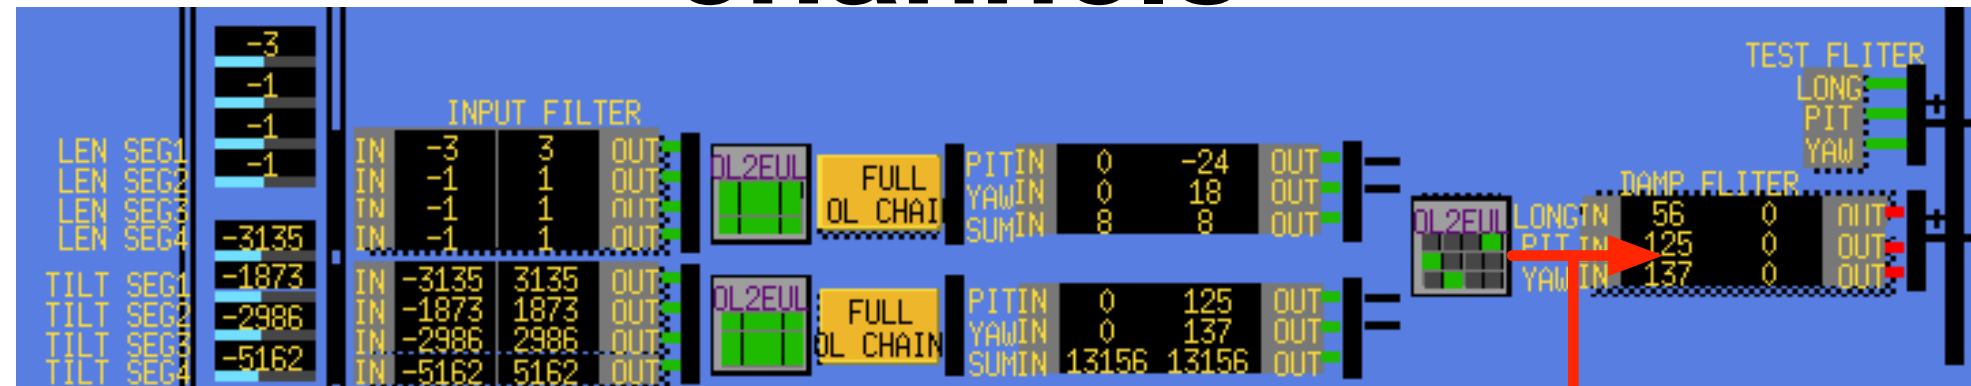 channels
-3
-1
-1
-1
LEN SEG1
LEN SEG2
LEN SEG3
LEN SEG4
-3135
-1873
-2986
-5162
TILT SEG1
TILT SEG2
TILT SEG3
TILT SEG4
INPUT FILTER
IN -3 3 OUT
IN -1 1 OUT
IN -1 1 OUT
IN -1 1 OUT
IN -3135 3135 OUT
IN -1873 1873 OUT
IN -2986 2986 OUT
IN -5162 5162 OUT
OL2EUL
FULL
OL CHAI
PITIN 0 -24 OUT
YAWIN 0 18 OUT
SUMIN 8 8 OUT
OL2EUL
FULL
OL CHAIN
PITIN 0 125 OUT
YAWIN 0 137 OUT
SUMIN 13156 13156 OUT
TEST FLITER
LONG
PIT
YAW
OL2EUL
DAMP FLITER
LONGIN 56 0 OUT
PIT IN 125 0 OUT
YAWIN 137 0 OUT